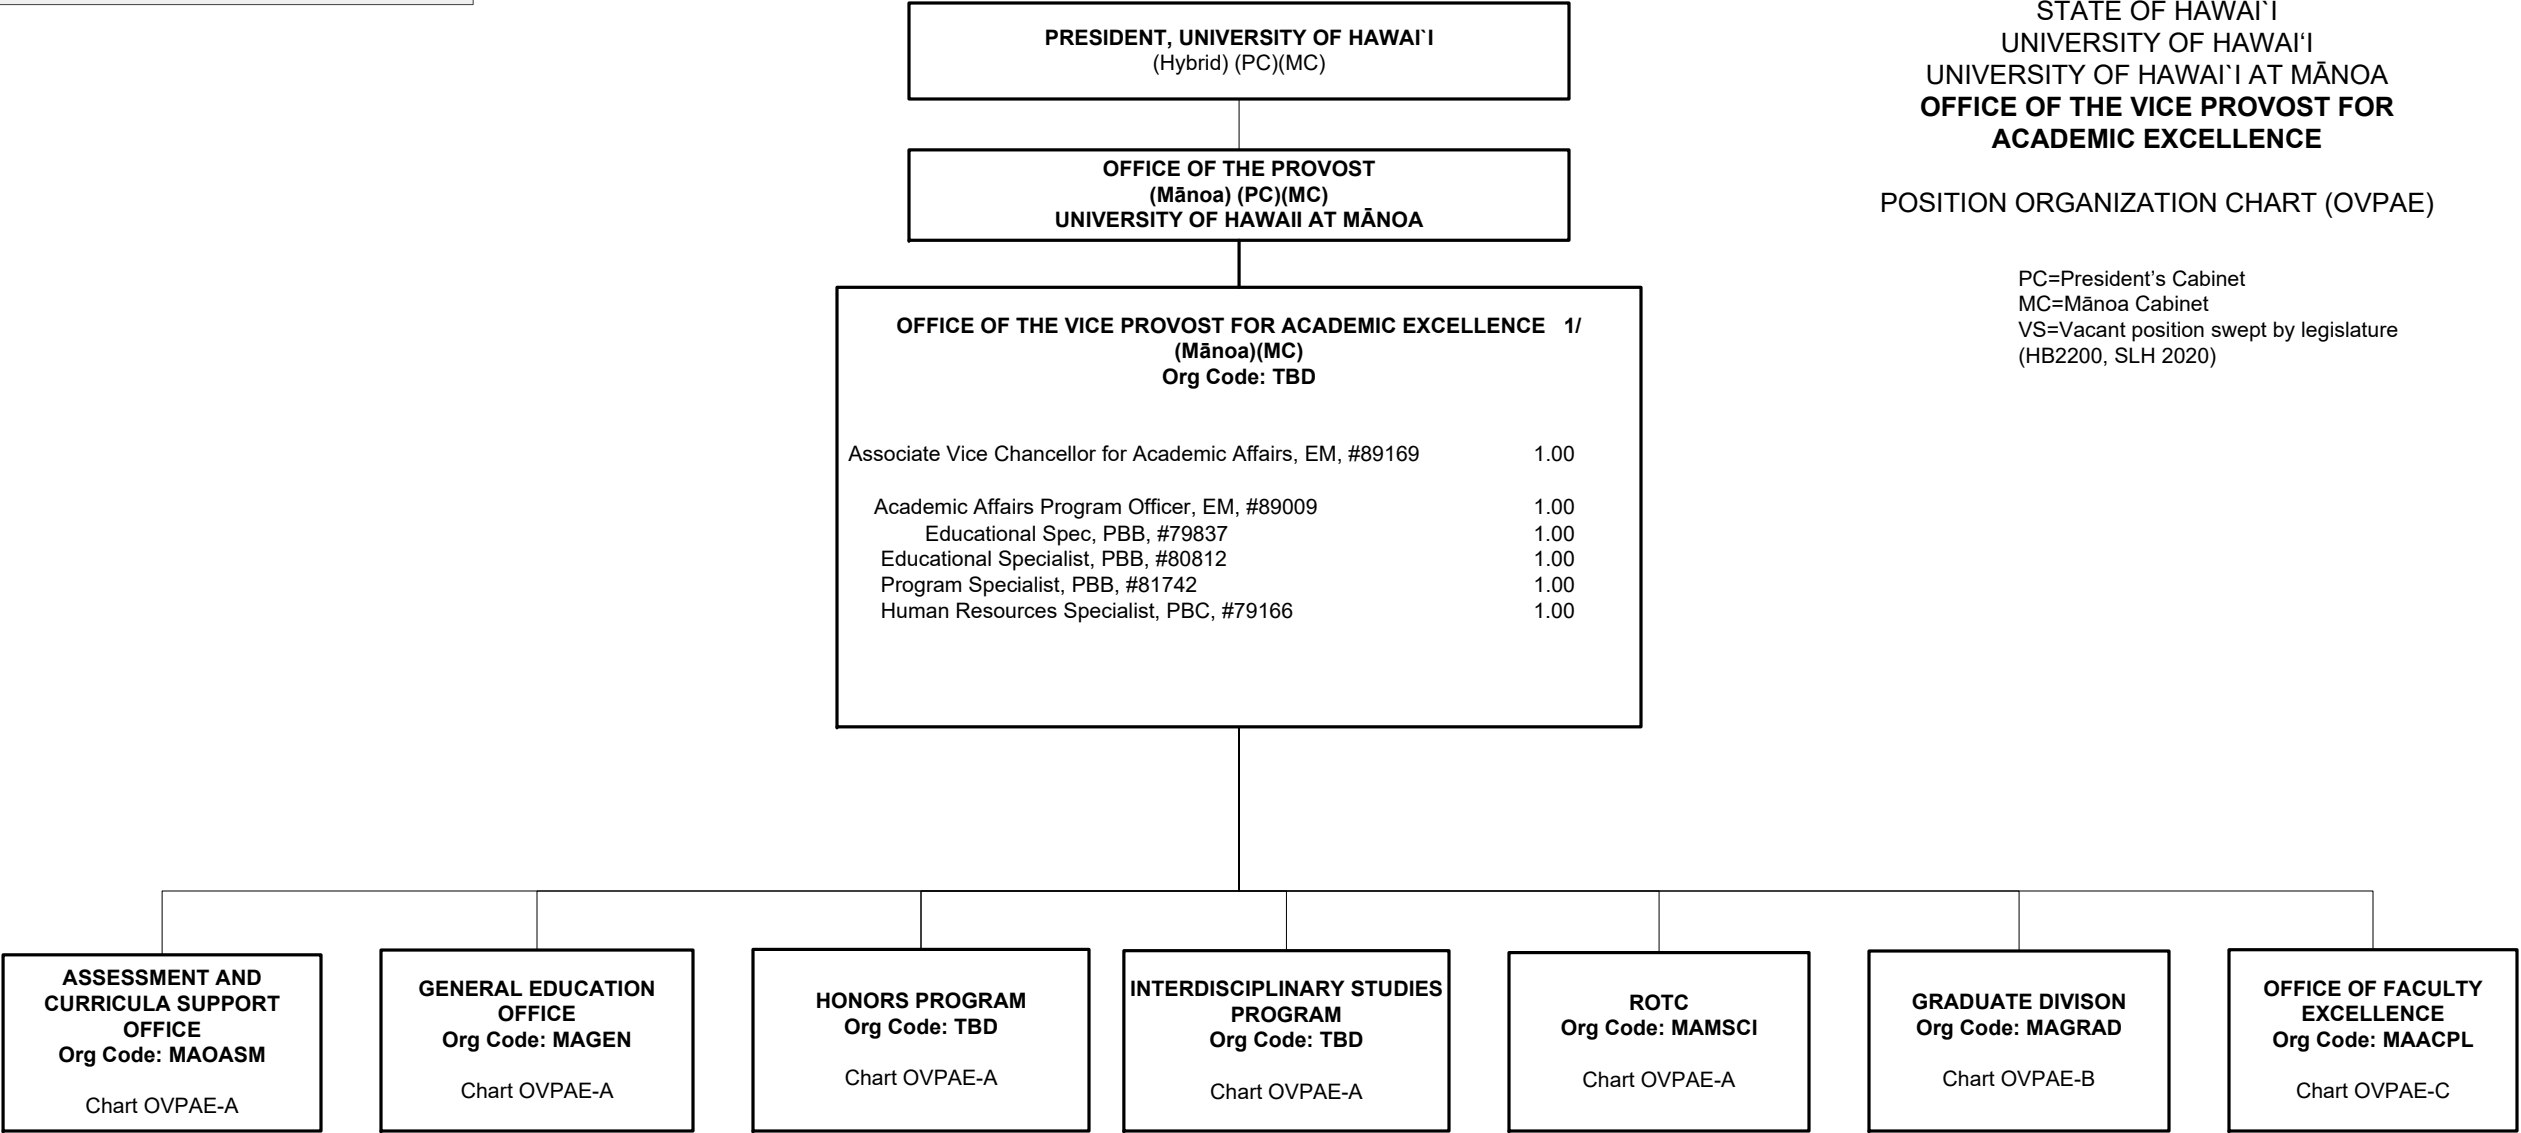 PRESIDENT, UNIVERSITY OF HAWAI`I
(Hybrid) (PC)(MC)
OFFICE OF THE PROVOST
(Mānoa) (PC)(MC)
UNIVERSITY OF HAWAII AT MĀNOA
STATE OF HAWAI`I
UNIVERSITY OF HAWAI‘I
UNIVERSITY OF HAWAI`I AT MĀNOA
OFFICE OF THE VICE PROVOST FOR
ACADEMIC EXCELLENCE
POSITION ORGANIZATION CHART (OVPAE)
PC=President’s Cabinet
MC=Mānoa Cabinet
VS=Vacant position swept by legislature
(HB2200, SLH 2020)
OFFICE OF THE VICE PROVOST FOR ACADEMIC EXCELLENCE 1/
(Mānoa)(MC)
Org Code: TBD
Associate Vice Chancellor for Academic Affairs, EM, #89169 1.00
Academic Affairs Program Officer, EM, #89009 1.00
Educational Spec, PBB, #79837 1.00
Educational Specialist, PBB, #80812 1.00
Program Specialist, PBB, #81742 1.00
Human Resources Specialist, PBC, #79166 1.00
ASSESSMENT AND
CURRICULA SUPPORT
OFFICE
Org Code: MAOASM
Chart OVPAE-A
GENERAL EDUCATION
OFFICE
Org Code: MAGEN
Chart OVPAE-A
HONORS PROGRAM
Org Code: TBD
Chart OVPAE-A
INTERDISCIPLINARY STUDIES
PROGRAM
Org Code: TBD
Chart OVPAE-A
ROTC
Org Code: MAMSCI
Chart OVPAE-A
GRADUATE DIVISON
Org Code: MAGRAD
Chart OVPAE-B
OFFICE OF FACULTY
EXCELLENCE
Org Code: MAACPL
Chart OVPAE-C